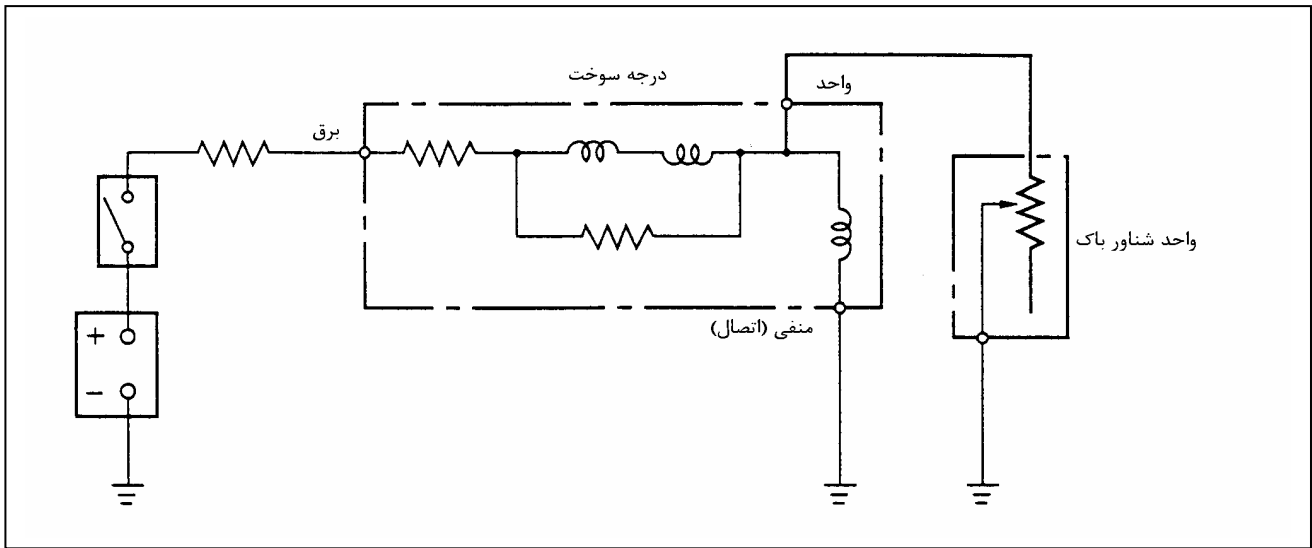 درجه سوخت
واحد
برق
واحد شناور باک
منفی (اتصال)
+
−